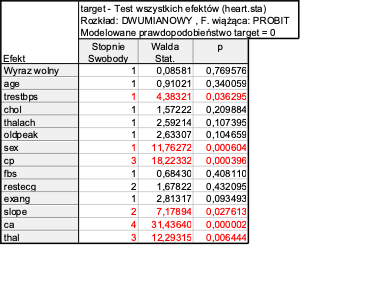 target - Test wszystkich efektów (heart.sta)
Rozkład: DWUMIANOWY , F. wiążąca: PROBIT
Modelowane prawdopodobieństwo target = 0
Efekt Stopnie Swobody Walda Stat. p
Wyraz wolny 1 0,08581 0,769576
age 1 0,91021 0,340059
trestbps 1 4,38321 0,036295
chol 1 1,57222 0,209884
thalach 1 2,59214 0,107395
oldpeak 1 2,63307 0,104659
sex 1 11,76272 0,000604
cp 3 18,22332 0,000396
fbs 1 0,68430 0,408110
restecg 2 1,67822 0,432095
exang 1 2,81317 0,093493
slope 2 7,17894 0,027613
ca 4 31,43640 0,000002
thal 3 12,29315 0,006444